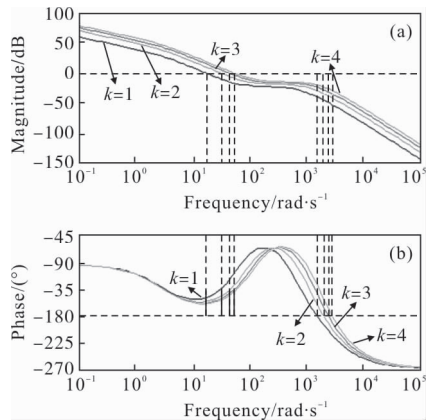 (a)
Magnitude/dB
100
50
0
−50
−100
−150
k=1
k=2
k=3
k=4
10⁻¹ 10⁰ 10¹ 10² 10³ 10⁴ 10⁵
Frequency/rad·s⁻¹
(b)
Phase/(°)
−45
−90
−35
−180
−225
−270
k=1
k=2
k=3
k=4
10⁻¹ 10⁰ 10¹ 10² 10³ 10⁴ 10⁵
Frequency/rad·s⁻¹